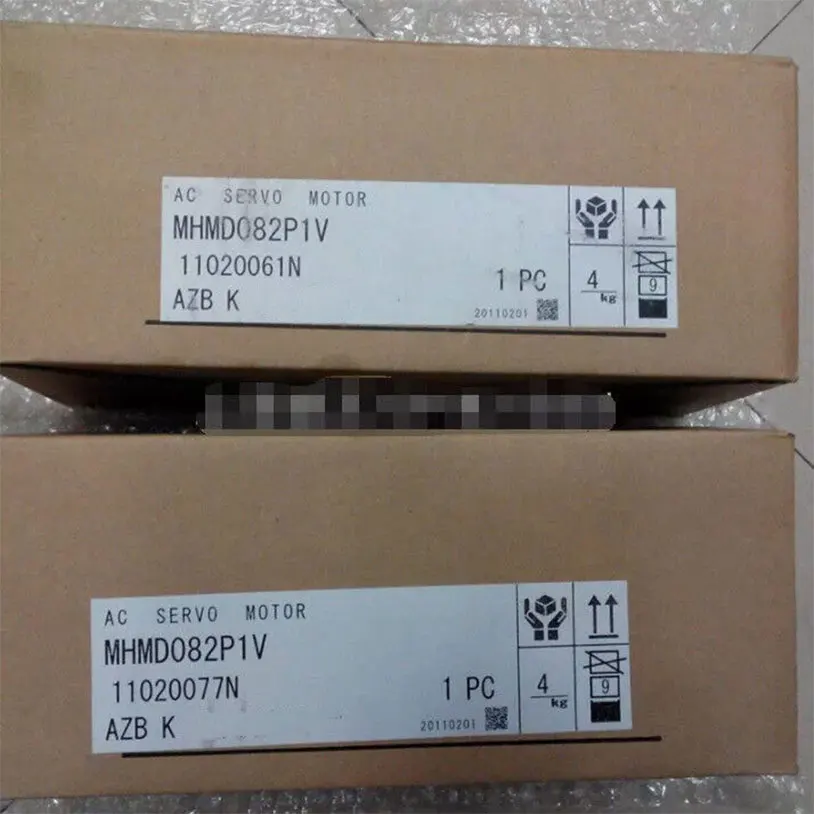 AC SERVO MOTOR
MHMD082P1V
11020061N
1 PC
4
kg
9
AZB K
20110201
AC SERVO MOTOR
MHMD082P1V
11020077N
1 PC
4
kg
9
AZB K
20110201